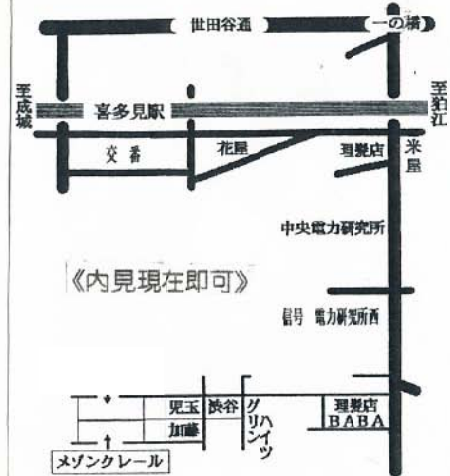 世田谷通
一の橋
至成城
喜多見駅
至狛江
交番
花屋
理髪店
米屋
中央電力研究所
《内見現在即可》
信号 電力研究所西
児玉
渋谷
グリーンハイツ
理髪店
BABA
加藤
メゾンクレール